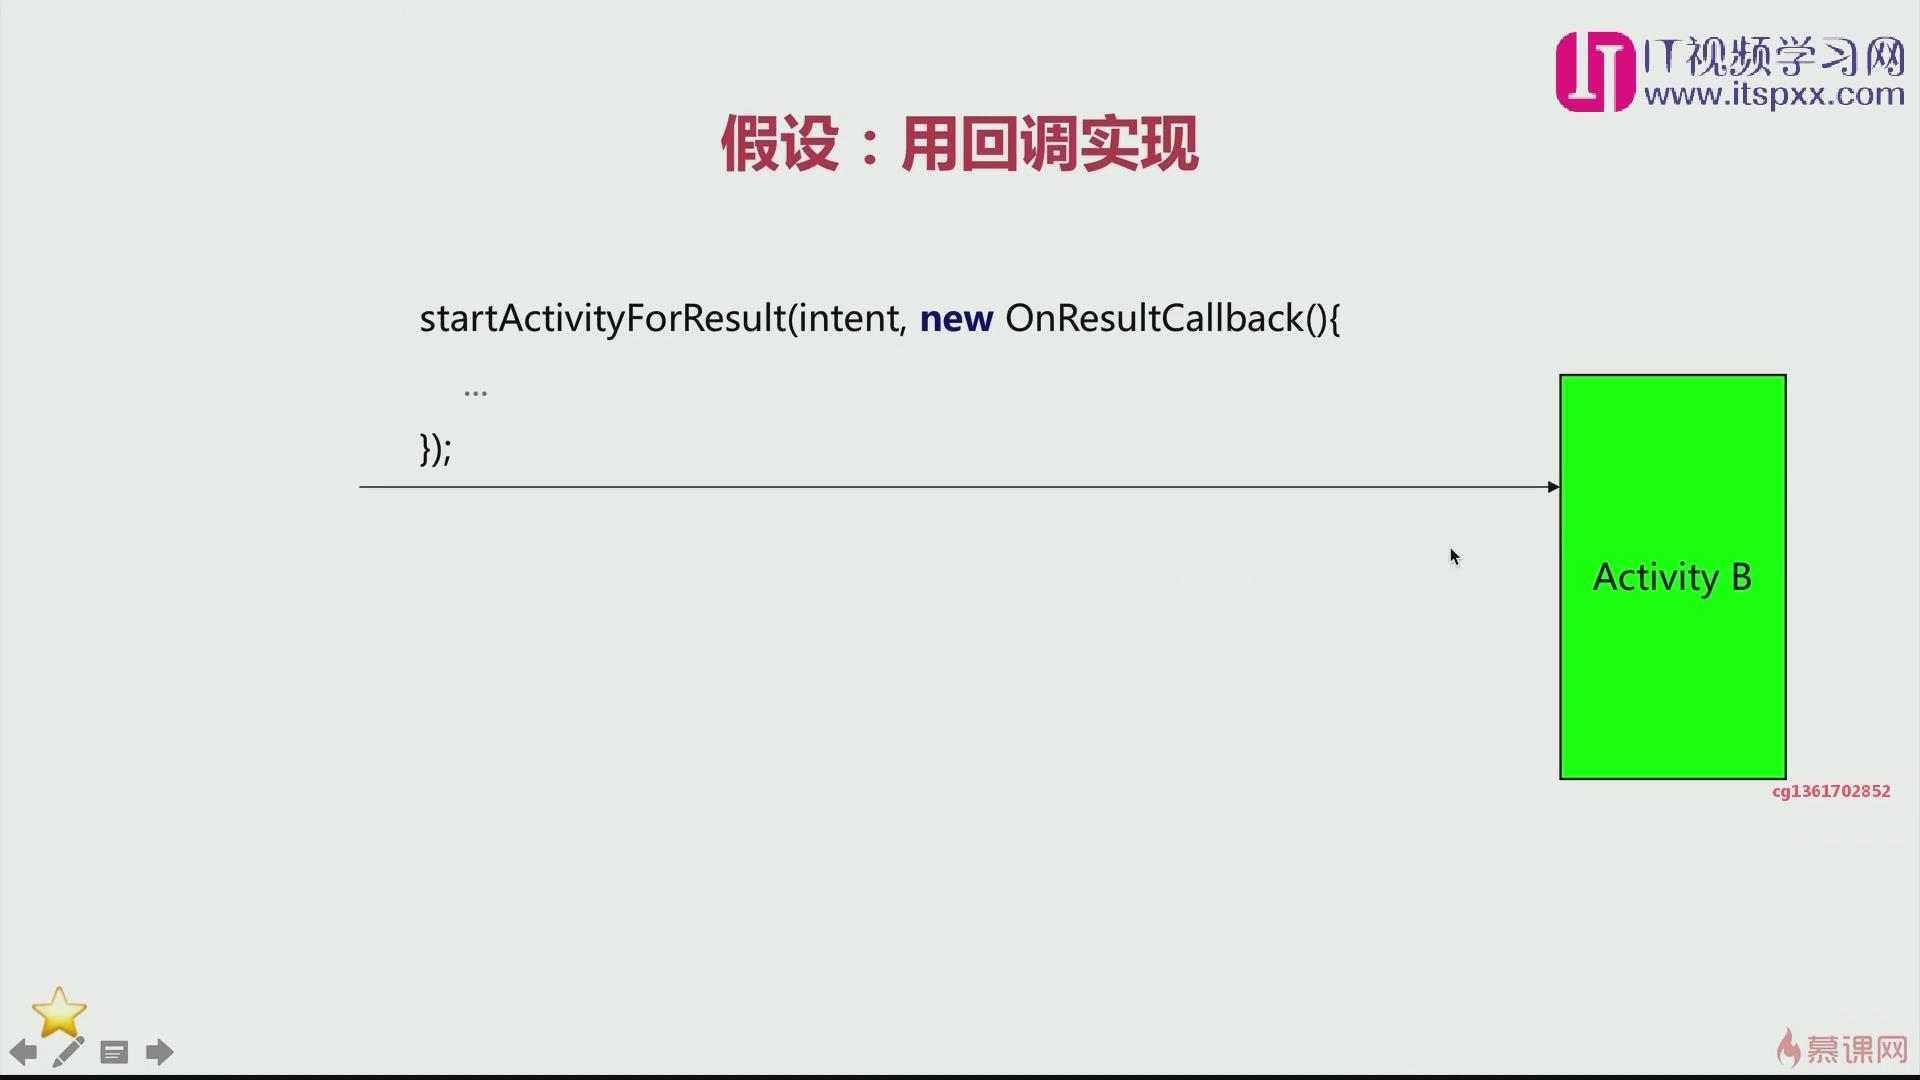 IT视频学习网
www.itspxx.com
假设：用回调实现
startActivityForResult(intent, new OnResultCallback(){
...
});
Activity B
cg1361702852
慕课网